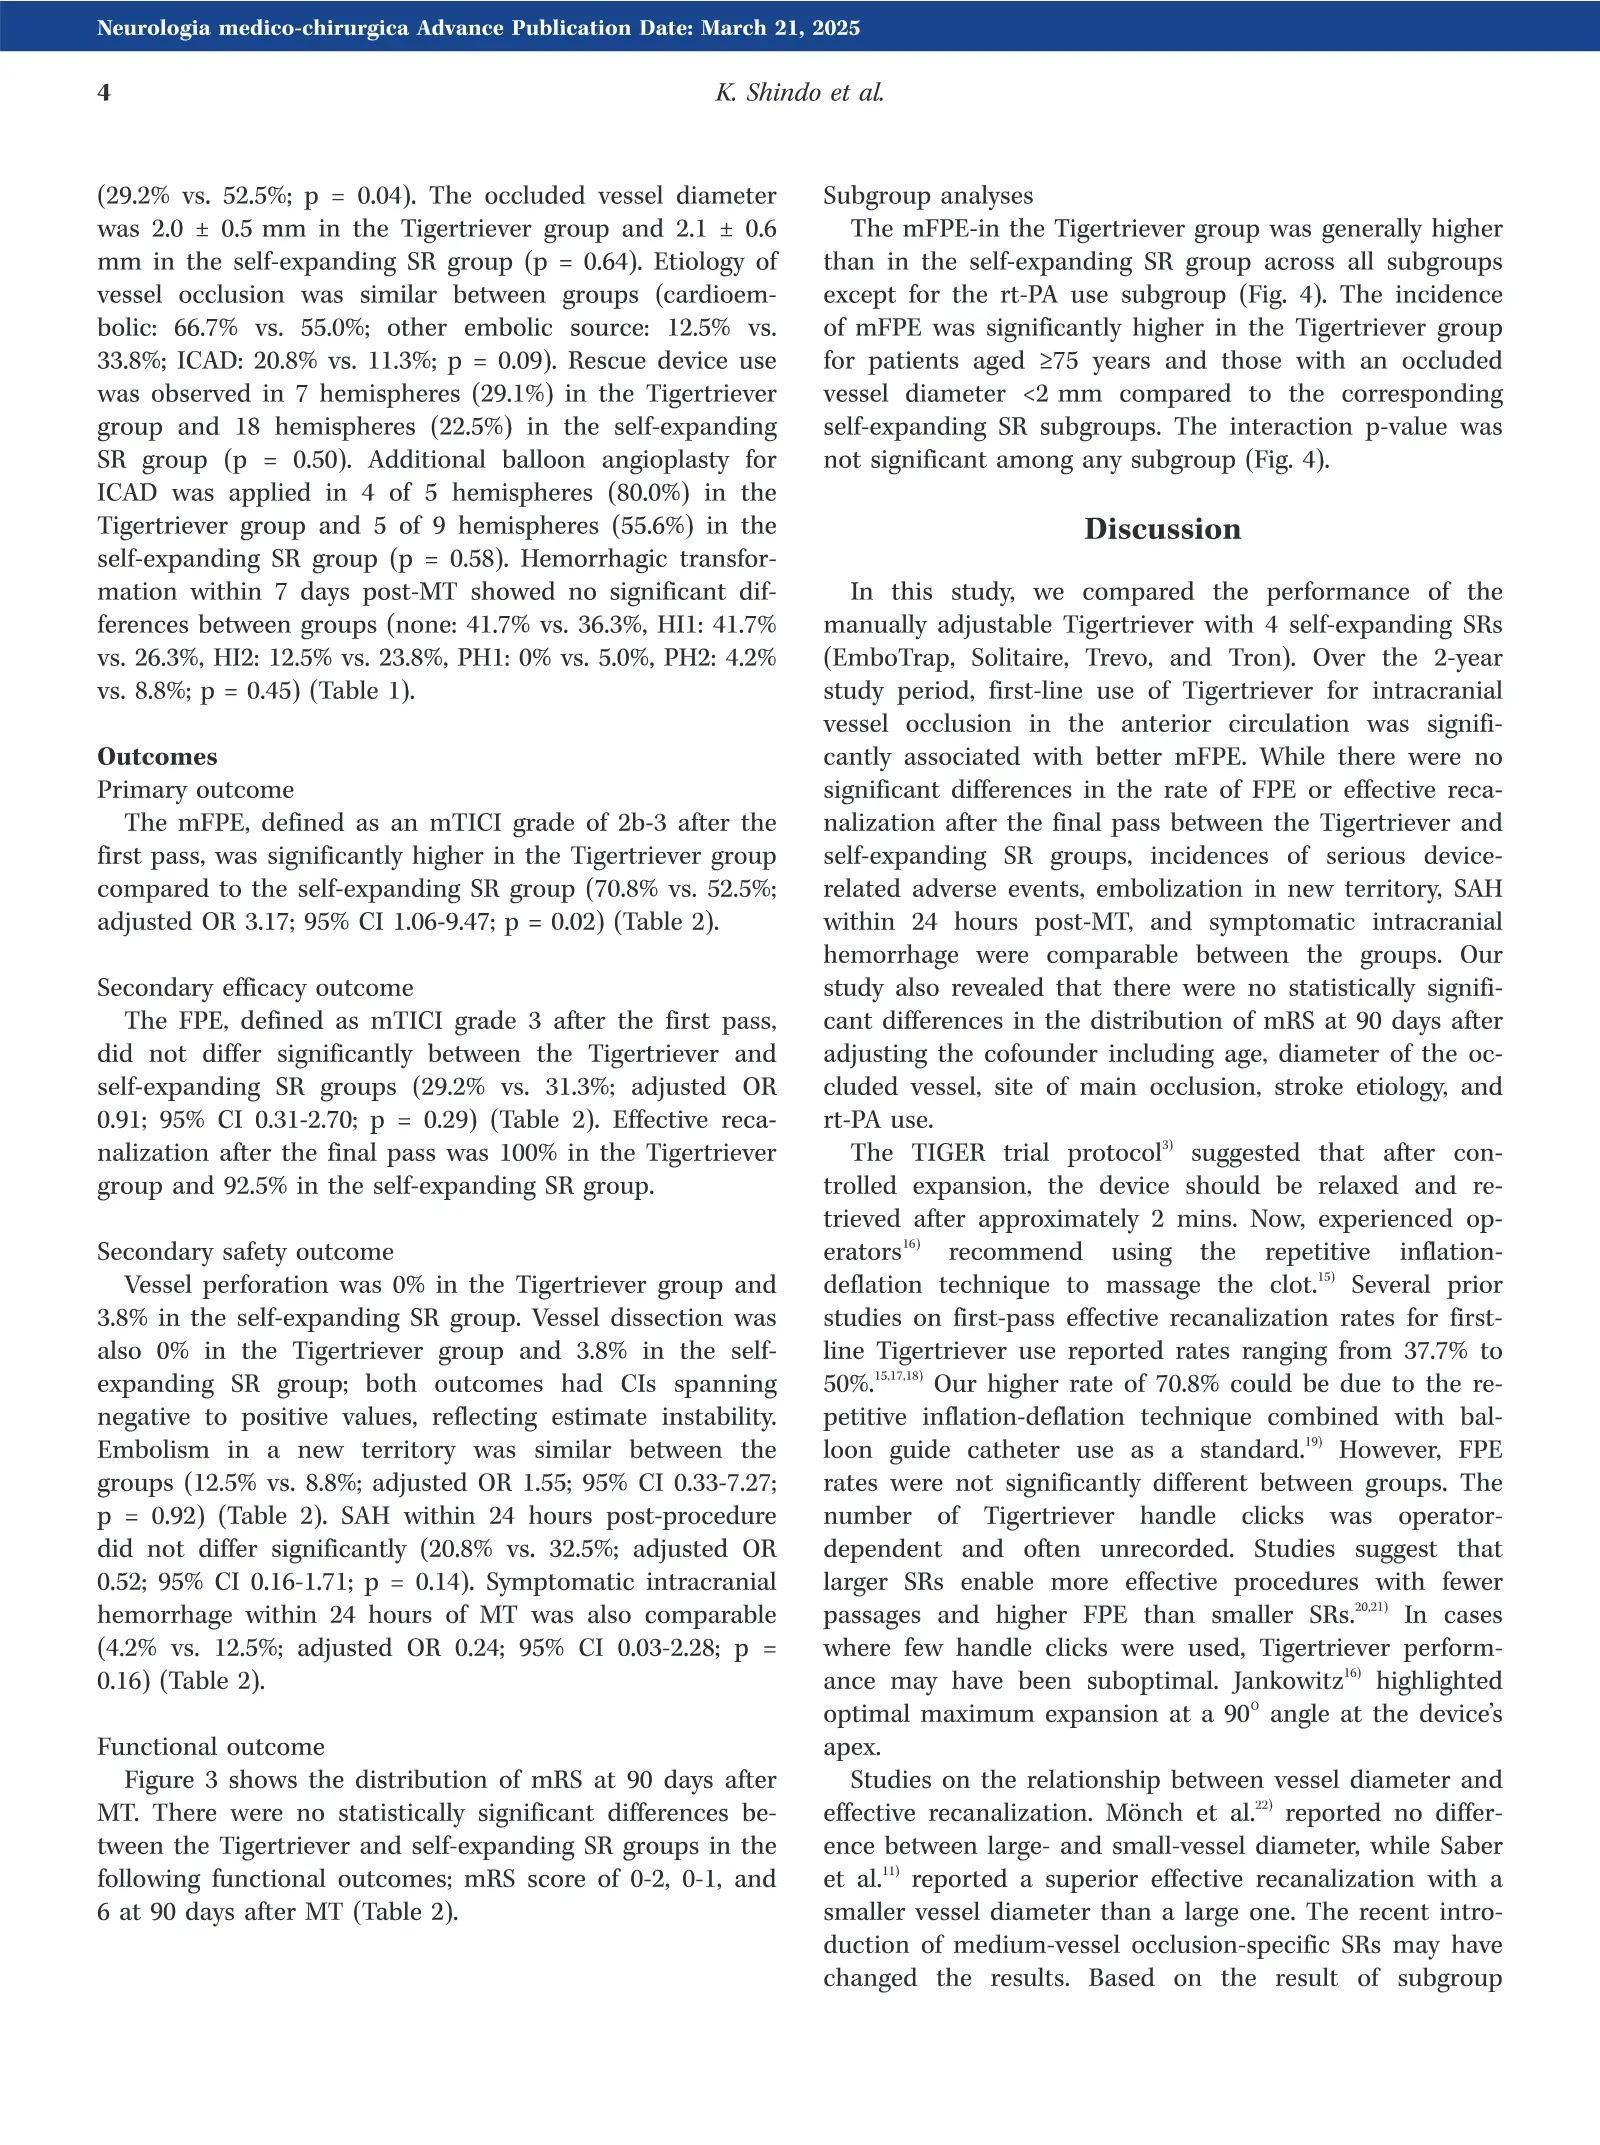 Neurologia medico-chirurgica Advance Publication Date: March 21, 2025
4
K. Shindo et al.
(29.2% vs. 52.5%; p = 0.04). The occluded vessel diameter
was 2.0 ± 0.5 mm in the Tigertriever group and 2.1 ± 0.6
mm in the self-expanding SR group (p = 0.64). Etiology of
vessel occlusion was similar between groups (cardioem-
bolic: 66.7% vs. 55.0%; other embolic source: 12.5% vs.
33.8%; ICAD: 20.8% vs. 11.3%; p = 0.09). Rescue device use
was observed in 7 hemispheres (29.1%) in the Tigertriever
group and 18 hemispheres (22.5%) in the self-expanding
SR group (p = 0.50). Additional balloon angioplasty for
ICAD was applied in 4 of 5 hemispheres (80.0%) in the
Tigertriever group and 5 of 9 hemispheres (55.6%) in the
self-expanding SR group (p = 0.58). Hemorrhagic transfor-
mation within 7 days post-MT showed no significant dif-
ferences between groups (none: 41.7% vs. 36.3%, HI1: 41.7%
vs. 26.3%, HI2: 12.5% vs. 23.8%, PH1: 0% vs. 5.0%, PH2: 4.2%
vs. 8.8%; p = 0.45) (Table 1).
Outcomes
Primary outcome
The mFPE, defined as an mTICI grade of 2b-3 after the
first pass, was significantly higher in the Tigertriever group
compared to the self-expanding SR group (70.8% vs. 52.5%;
adjusted OR 3.17; 95% CI 1.06-9.47; p = 0.02) (Table 2).
Secondary efficacy outcome
The FPE, defined as mTICI grade 3 after the first pass,
did not differ significantly between the Tigertriever and
self-expanding SR groups (29.2% vs. 31.3%; adjusted OR
0.91; 95% CI 0.31-2.70; p = 0.29) (Table 2). Effective reca-
nalization after the final pass was 100% in the Tigertriever
group and 92.5% in the self-expanding SR group.
Secondary safety outcome
Vessel perforation was 0% in the Tigertriever group and
3.8% in the self-expanding SR group. Vessel dissection was
also 0% in the Tigertriever group and 3.8% in the self-
expanding SR group; both outcomes had CIs spanning
negative to positive values, reflecting estimate instability.
Embolism in a new territory was similar between the
groups (12.5% vs. 8.8%; adjusted OR 1.55; 95% CI 0.33-7.27;
p = 0.92) (Table 2). SAH within 24 hours post-procedure
did not differ significantly (20.8% vs. 32.5%; adjusted OR
0.52; 95% CI 0.16-1.71; p = 0.14). Symptomatic intracranial
hemorrhage within 24 hours of MT was also comparable
(4.2% vs. 12.5%; adjusted OR 0.24; 95% CI 0.03-2.28; p =
0.16) (Table 2).
Functional outcome
Figure 3 shows the distribution of mRS at 90 days after
MT. There were no statistically significant differences be-
tween the Tigertriever and self-expanding SR groups in the
following functional outcomes; mRS score of 0-2, 0-1, and
6 at 90 days after MT (Table 2).
Subgroup analyses
The mFPE-in the Tigertriever group was generally higher
than in the self-expanding SR group across all subgroups
except for the rt-PA use subgroup (Fig. 4). The incidence
of mFPE was significantly higher in the Tigertriever group
for patients aged ≥75 years and those with an occluded
vessel diameter <2 mm compared to the corresponding
self-expanding SR subgroups. The interaction p-value was
not significant among any subgroup (Fig. 4).
Discussion
In this study, we compared the performance of the
manually adjustable Tigertriever with 4 self-expanding SRs
(EmboTrap, Solitaire, Trevo, and Tron). Over the 2-year
study period, first-line use of Tigertriever for intracranial
vessel occlusion in the anterior circulation was signifi-
cantly associated with better mFPE. While there were no
significant differences in the rate of FPE or effective reca-
nalization after the final pass between the Tigertriever and
self-expanding SR groups, incidences of serious device-
related adverse events, embolization in new territory, SAH
within 24 hours post-MT, and symptomatic intracranial
hemorrhage were comparable between the groups. Our
study also revealed that there were no statistically signifi-
cant differences in the distribution of mRS at 90 days after
adjusting the cofounder including age, diameter of the oc-
cluded vessel, site of main occlusion, stroke etiology, and
rt-PA use.
The TIGER trial protocol3) suggested that after con-
trolled expansion, the device should be relaxed and re-
trieved after approximately 2 mins. Now, experienced op-
erators16) recommend using the repetitive inflation-
deflation technique to massage the clot.15) Several prior
studies on first-pass effective recanalization rates for first-
line Tigertriever use reported rates ranging from 37.7% to
50%.15,17,18) Our higher rate of 70.8% could be due to the re-
petitive inflation-deflation technique combined with bal-
loon guide catheter use as a standard.19) However, FPE
rates were not significantly different between groups. The
number of Tigertriever handle clicks was operator-
dependent and often unrecorded. Studies suggest that
larger SRs enable more effective procedures with fewer
passages and higher FPE than smaller SRs.20,21) In cases
where few handle clicks were used, Tigertriever perform-
ance may have been suboptimal. Jankowitz16) highlighted
optimal maximum expansion at a 90° angle at the device's
apex.
Studies on the relationship between vessel diameter and
effective recanalization. Mönch et al.22) reported no differ-
ence between large- and small-vessel diameter, while Saber
et al.11) reported a superior effective recanalization with a
smaller vessel diameter than a large one. The recent intro-
duction of medium-vessel occlusion-specific SRs may have
changed the results. Based on the result of subgroup